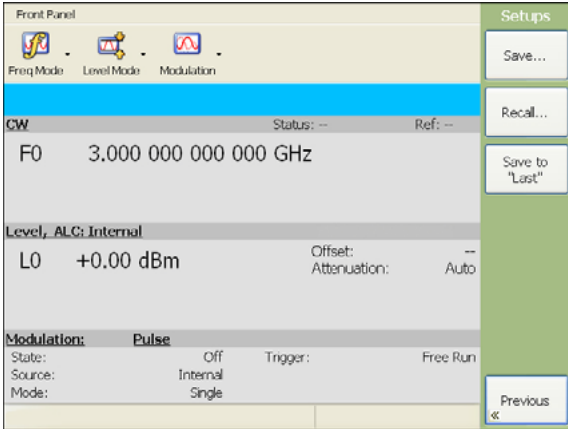 Front Panel
Setups
Freq Mode
Level Mode
Modulation
Save...
Recall...
Save to
"Last"
CW Status: -- Ref: --
F0 3.000 000 000 000 GHz
Level, ALC: Internal
L0 +0.00 dBm
Offset: --
Attenuation: Auto
Modulation: Pulse
State: Off Trigger: Free Run
Source: Internal
Mode: Single
Previous
«